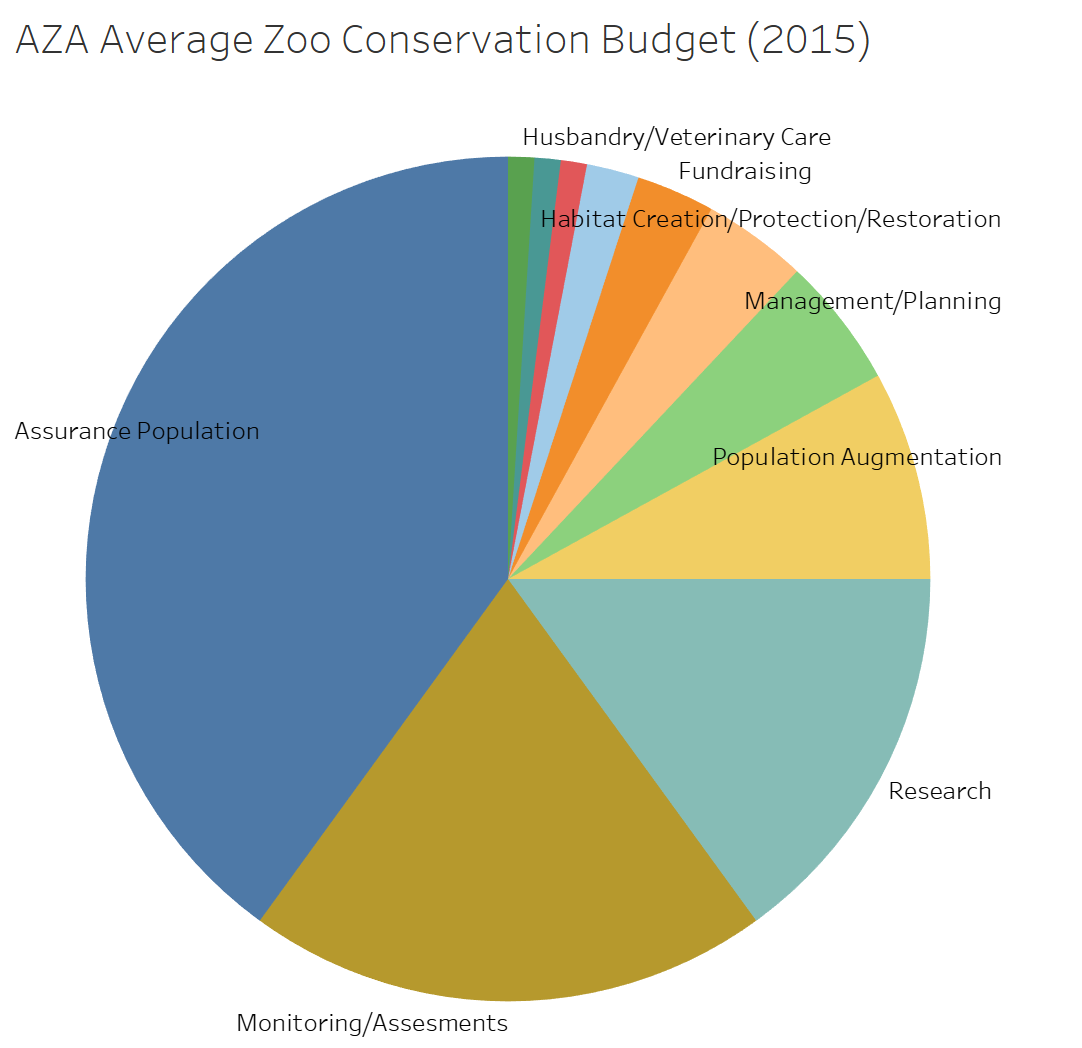 AZA Average Zoo Conservation Budget (2015)
Husbandry/Veterinary Care
Fundraising
Habitat Creation/Protection/Restoration
Management/Planning
Assurance Population
Population Augmentation
Research
Monitoring/Assesments